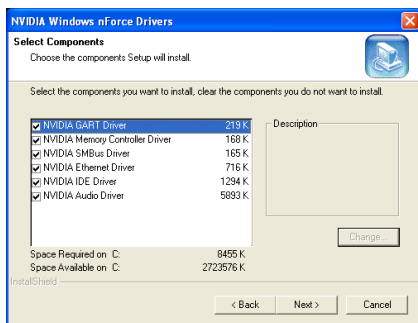 NVIDIA Windows nForce Drivers
Select Components
Choose the components Setup will install.
Select the components you want to install, clear the components you do not want to install.
NVIDIA GART Driver 219 K
NVIDIA Memory Controller Driver 168 K
NVIDIA SMBus Driver 165 K
NVIDIA Ethernet Driver 716 K
NVIDIA IDE Driver 1294 K
NVIDIA Audio Driver 5893 K
Description
Change...
Space Required on C: 8455 K
Space Available on C: 2723576 K
InstallShield
< Back
Next >
Cancel